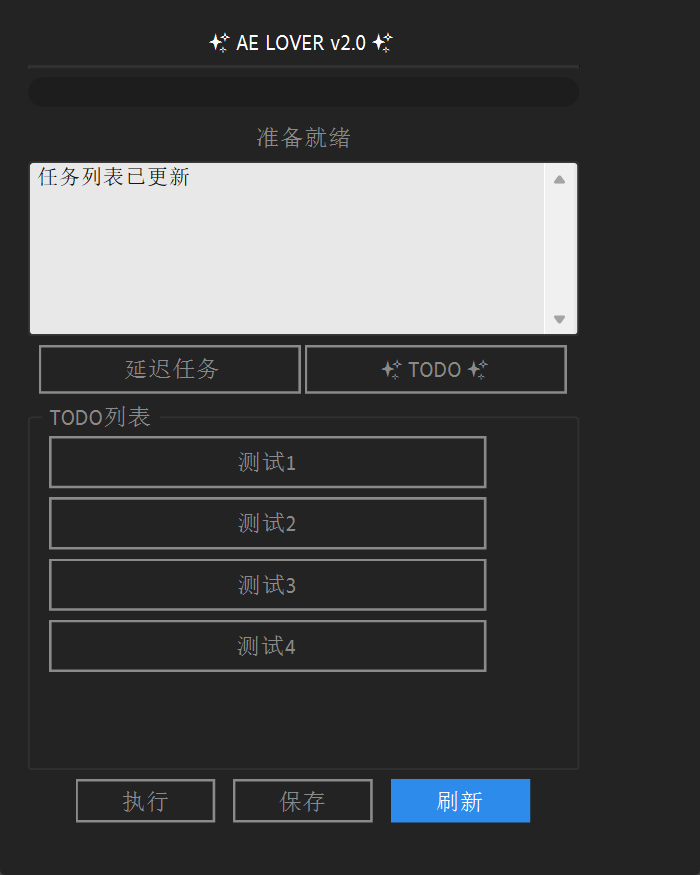 ✨ AE LOVER v2.0 ✨
准备就绪
任务列表已更新
延迟任务 ✨ TODO ✨
TODO列表
测试1
测试2
测试3
测试4
执行 保存 刷新